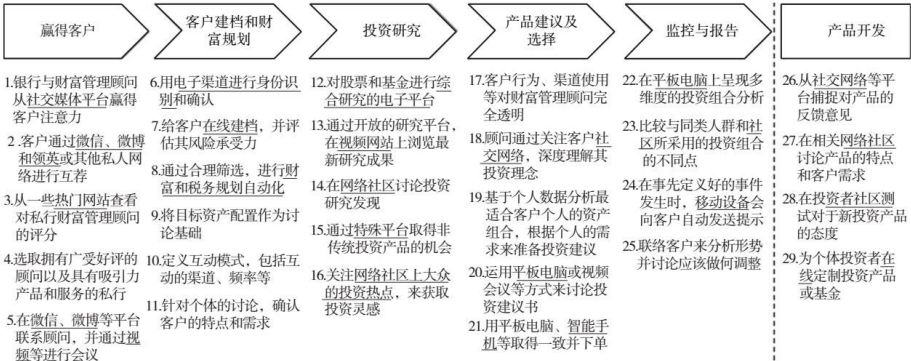 赢得客户
1.银行与财富管理顾问
从社交媒体平台赢得
客户注意力
2 .客户通过微信、微博
和领英或其他私人网
络进行互荐
3.从一些热门网站查看
对私行财富管理顾问
的评分
4.选取拥有广受好评的
顾问以及具有吸引力
产品和服务的私行
5.在微信、微博等平台
联系顾问，并通过视
频等进行会议
客户建档和财
富规划
6.用电子渠道进行身份识
别和确认
7.给客户在线建档，并评
估其风险承受力
8.通过合理筛选，进行财
富和税务规划自动化
9.将目标资产配置作为讨
论基础
10.定义互动模式，包括互
动的渠道、频率等
11.针对个体的讨论，确认
客户的特点和需求
投资研究
12.对股票和基金进行综
合研究的电子平台
13.通过开放的研究平台，
在视频网站上浏览最
新研究成果
14.在网络社区讨论投资
研究发现
15.通过特殊平台取得非
传统投资产品的机会
16.关注网络社区上大众
的投资热点，来获取
投资灵感
产品建议及
选择
17.客户行为、渠道使用
等对财富管理顾问完
全透明
18.顾问通过关注客户社
交网络，深度理解其
投资理念
19.基于个人数据分析最
适合客户个人的资产
组合，根据个人的需
求来准备投资建议
20.运用平板电脑或视频
会议等方式来讨论投
资建议书
21.用平板电脑、智能手
机等取得一致并下单
监控与报告
22.在平板电脑上呈现多
维度的投资组合分析
23.比较与同类人群和社
区所采用的投资组合
的不同点
24.在事先定义好的事件
发生时，移动设备会
向客户自动发送提示
25.联络客户来分析形势
并讨论应该做何调整
产品开发
26.从社交网络等平
台捕捉对产品的
反馈意见
27.在相关网络社区
讨论产品的特点
和客户需求
28.在投资者社区测
试对于新投资产品
的态度
29.为个体投资者在
线定制投资产品
或基金